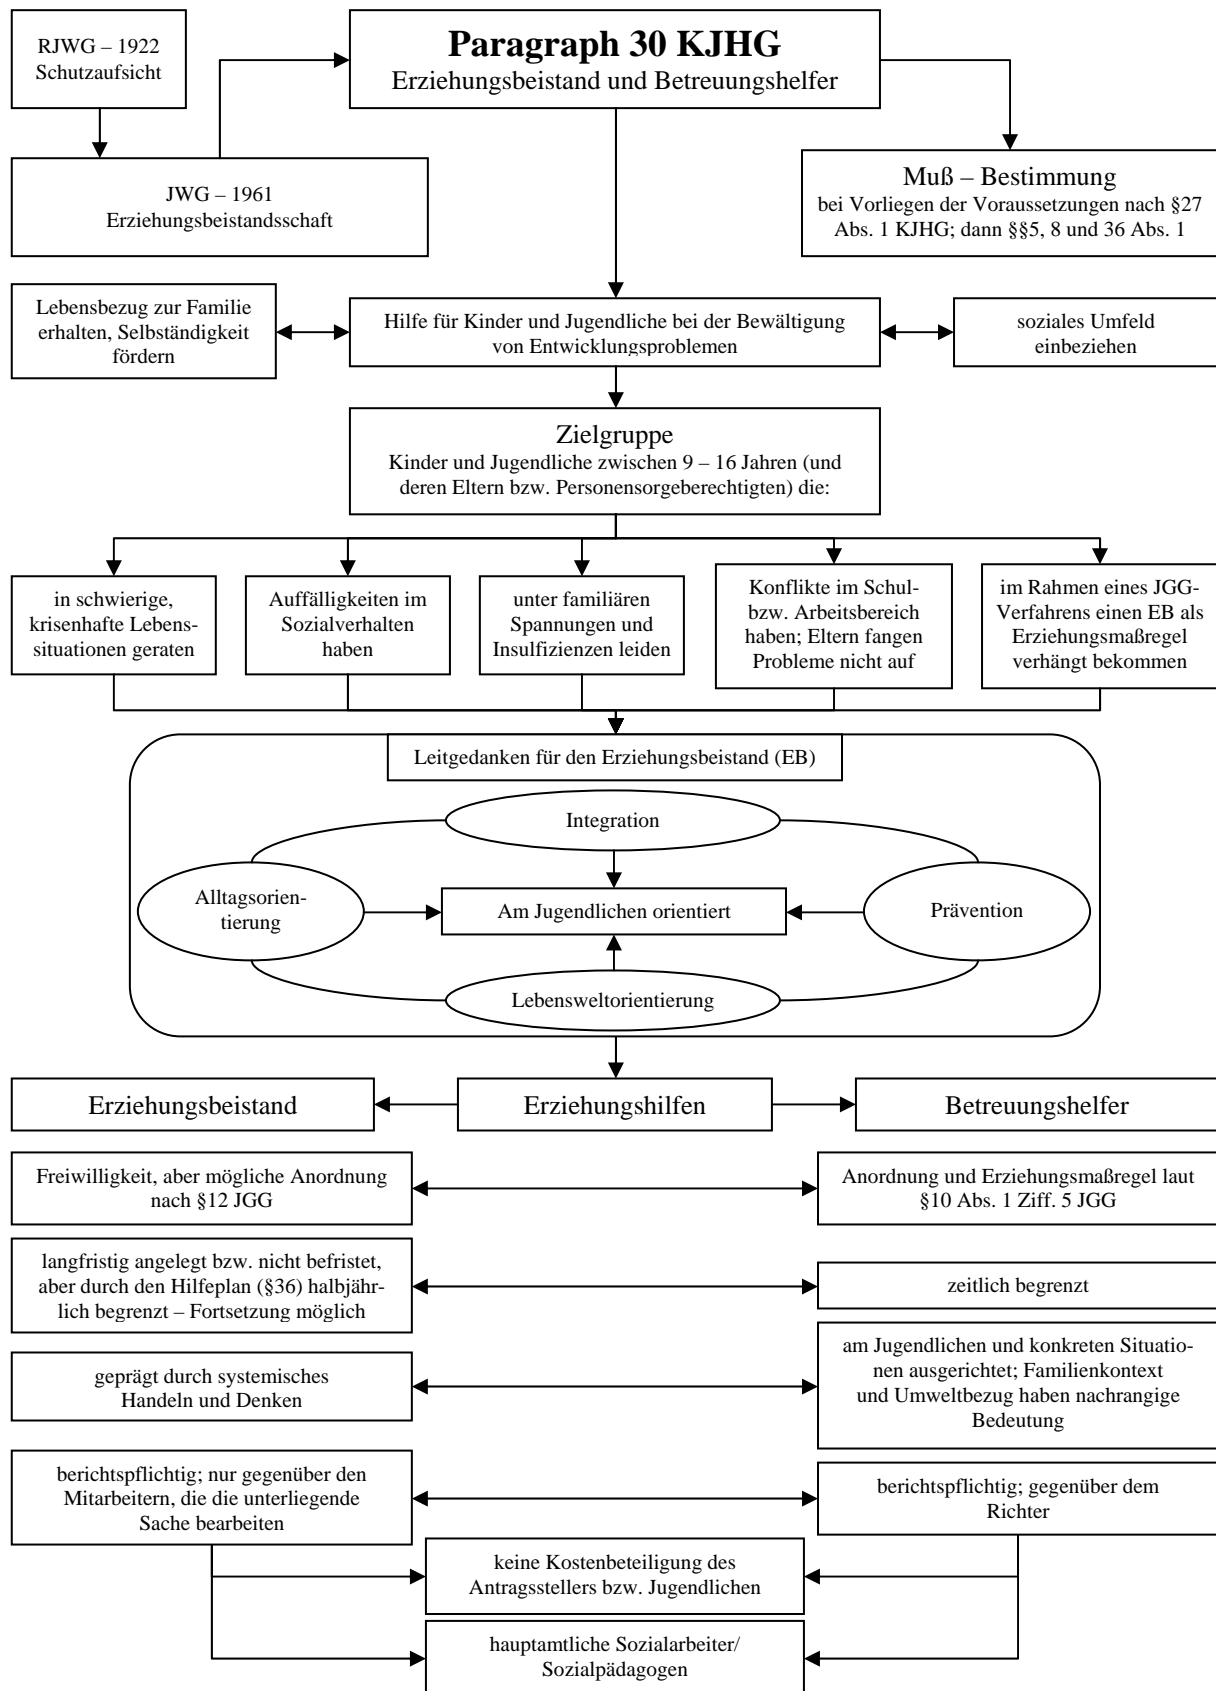 RJWG – 1922
Schutzaufsicht
Paragraph 30 KJHG
Erziehungsbeistand und Betreuungshelfer
JWG – 1961
Erziehungsbeistandsschaft
Muß – Bestimmung
bei Vorliegen der Voraussetzungen nach §27
Abs. 1 KJHG; dann §§5, 8 und 36 Abs. 1
Lebensbezug zur Familie
erhalten, Selbständigkeit
fördern
Hilfe für Kinder und Jugendliche bei der Bewältigung
von Entwicklungsproblemen
soziales Umfeld
einbeziehen
Zielgruppe
Kinder und Jugendliche zwischen 9 – 16 Jahren (und
deren Eltern bzw. Personensorgeberechtigten) die:
in schwierige,
krisenhafte Lebens-
situationen geraten
Auffälligkeiten im
Sozialverhalten
haben
unter familiären
Spannungen und
Insulfizienzen leiden
Konflikte im Schul-
bzw. Arbeitsbereich
haben; Eltern fangen
Probleme nicht auf
im Rahmen eines JGG-
Verfahrens einen EB als
Erziehungsmaßregel
verhängt bekommen
Leitgedanken für den Erziehungsbeistand (EB)
Integration
Alltagsorien-
tierung
Am Jugendlichen orientiert
Prävention
Lebensweltorientierung
Erziehungsbeistand
Erziehungshilfen
Betreuungshelfer
Freiwilligkeit, aber mögliche Anordnung
nach §12 JGG
Anordnung und Erziehungsmaßregel laut
§10 Abs. 1 Ziff. 5 JGG
langfristig angelegt bzw. nicht befristet,
aber durch den Hilfeplan (§36) halbjähr-
lich begrenzt – Fortsetzung möglich
zeitlich begrenzt
geprägt durch systemisches
Handeln und Denken
am Jugendlichen und konkreten Situatio-
nen ausgerichtet; Familienkontext
und Umweltbezug haben nachrangige
Bedeutung
berichtspflichtig; nur gegenüber den
Mitarbeitern, die die unterliegende
Sache bearbeiten
berichtspflichtig; gegenüber dem
Richter
keine Kostenbeteiligung des
Antragsstellers bzw. Jugendlichen
hauptamtliche Sozialarbeiter/
Sozialpädagogen